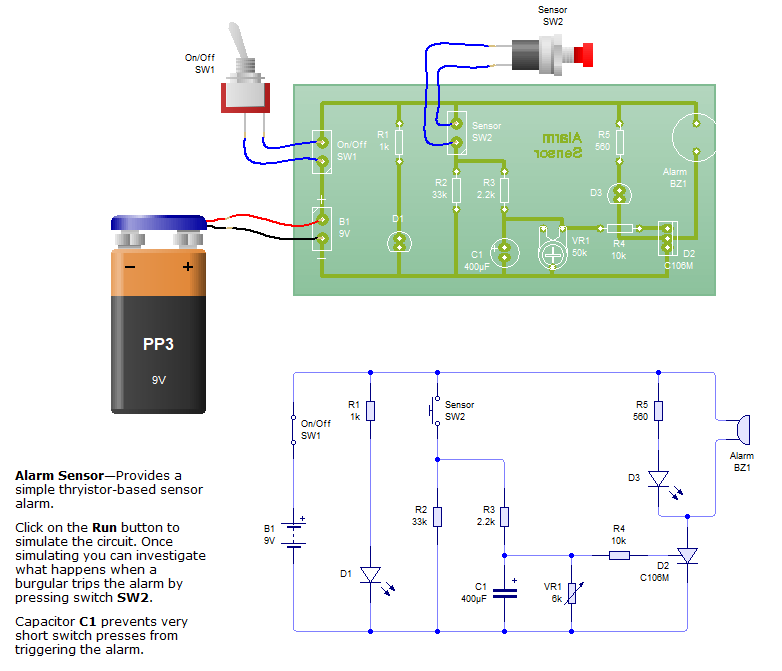 Sensor
SW2
On/Off
SW1
R1
1k
Sensor
SW2
Alarm
Sensor
R5
560
On/Off
SW1
Alarm
BZ1
R2
33k
R3
2.2k
D3
+
B1
9V
D1
+
C1
400µF
VR1
50k
R4
10k
D2
C106M
−
− +
PP3
9V
R1
1k
Sensor
SW2
R5
560
On/Off
SW1
Alarm
BZ1
D3
R2
33k
R3
2.2k
+
B1
9V
R4
10k
D2
C106M
D1
+
C1
400µF
VR1
6k
Alarm Sensor—Provides a
simple thryistor-based sensor
alarm.
Click on the Run button to
simulate the circuit. Once
simulating you can investigate
what happens when a
burgular trips the alarm by
pressing switch SW2.
Capacitor C1 prevents very
short switch presses from
triggering the alarm.